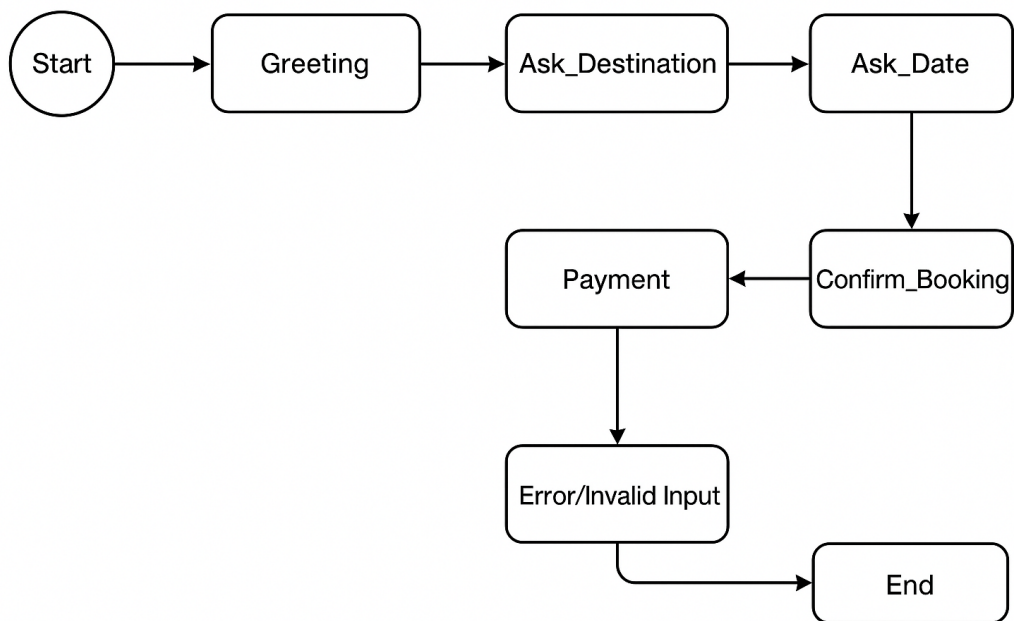 Start
Greeting
Ask_Destination
Ask_Date
Confirm_Booking
Payment
Error/Invalid Input
End